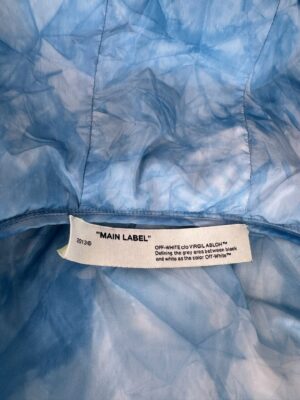 "MAIN LABEL"
2013©
OFF-WHITE c/o VIRGIL ABLOH™
Defining the grey area between black
and white as the color Off-White™